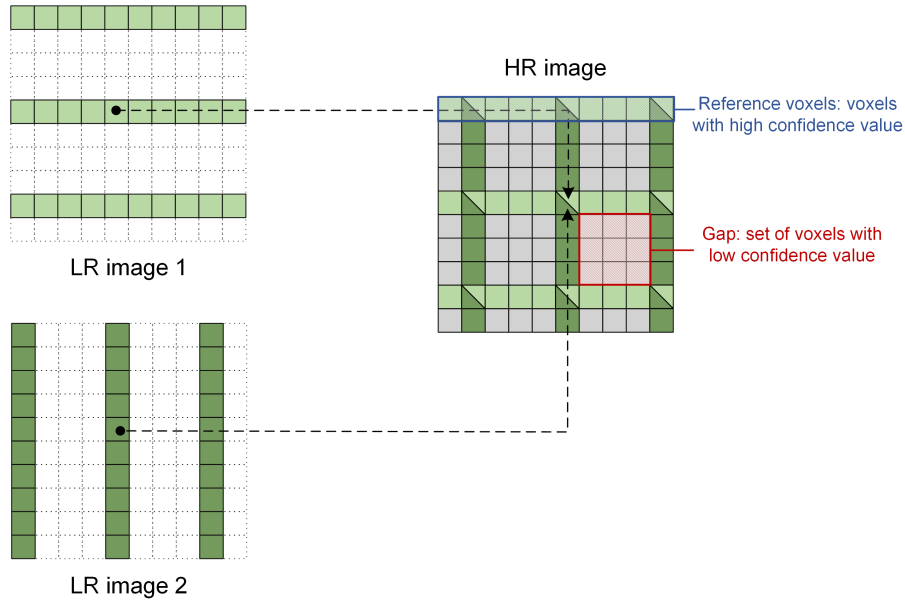 HR image
Reference voxels: voxels
with high confidence value
Gap: set of voxels with
low confidence value
LR image 1
LR image 2